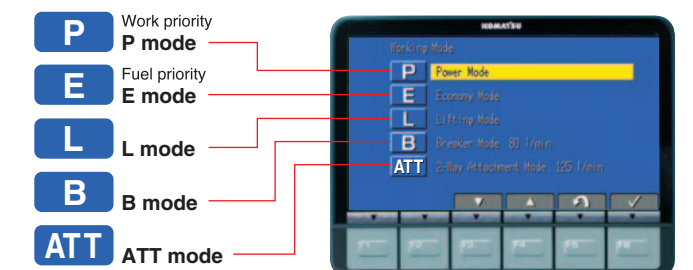 P Work priority
P mode
E Fuel priority
E mode
L L mode
B B mode
ATT ATT mode
KOMATSU
Working Mode
P Power Mode
E Economy Mode
L Lifting Mode
B Breaker Mode 80 l/min
ATT 2-Way Attachment Mode 125 l/min
F1 F2 F3 F4 F5 F6